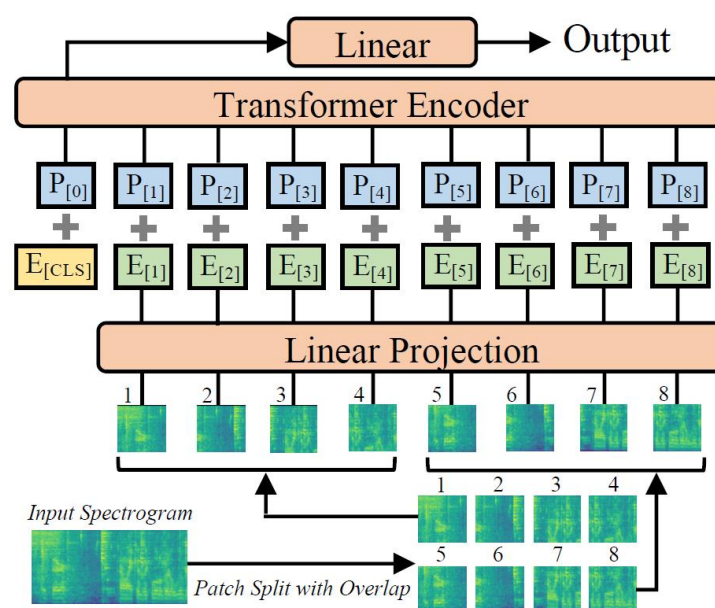 Linear
Output
Transformer Encoder
P[0] P[1] P[2] P[3] P[4] P[5] P[6] P[7] P[8]
+ + + + + + + + +
E[CLS] E[1] E[2] E[3] E[4] E[5] E[6] E[7] E[8]
Linear Projection
1 2 3 4 5 6 7 8
1 2 3 4
Input Spectrogram
5 6 7 8
Patch Split with Overlap